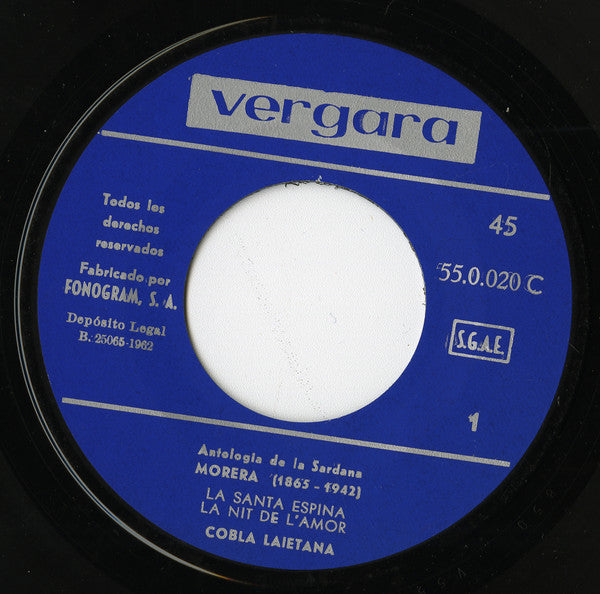 vergara
Todos los
derechos
reservados
Fabricado por
FONOGRAM, S. A.
Depósito Legal
B. 25065-1962
45
55.0.020 C
S.G.A.E.
1
Antología de la Sardana
MORERA (1865 - 1942)
LA SANTA ESPINA
LA NIT DE L'AMOR
COBLA LAIETANA